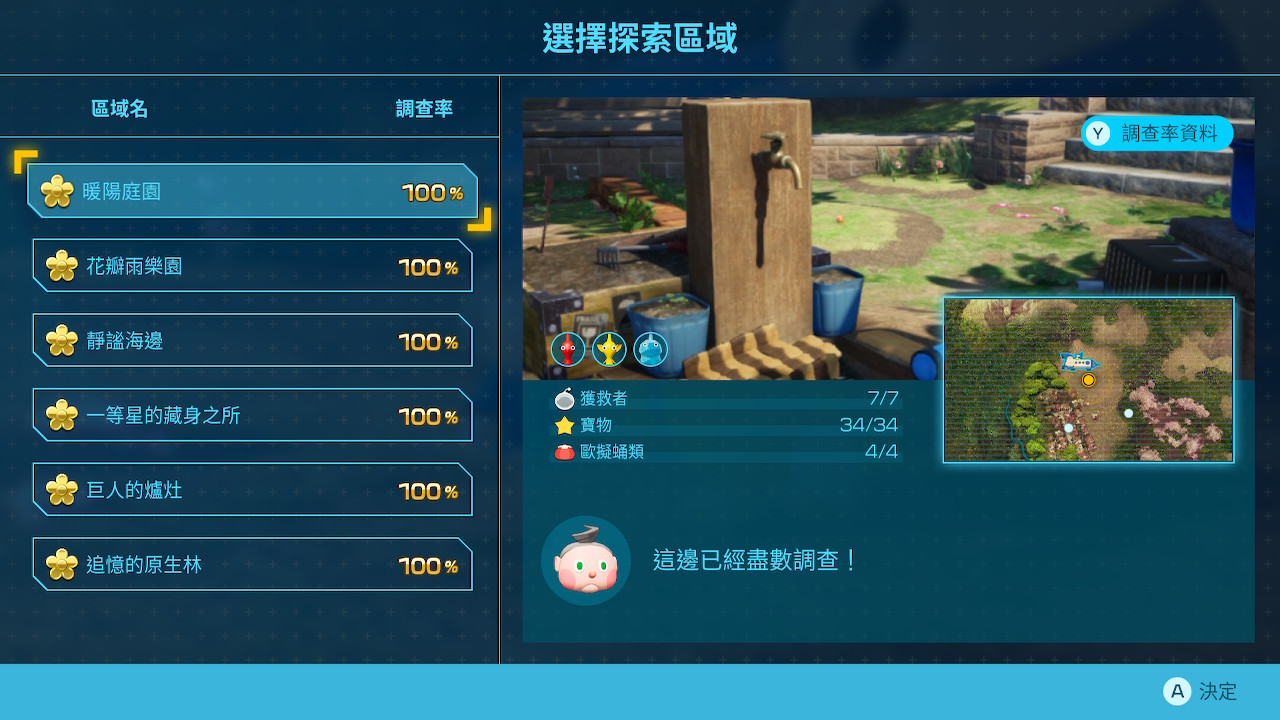 選擇探索區域
區域名 調查率
暖陽庭園 100%
花瓣雨樂園 100%
靜謐海邊 100%
一等星的藏身之所 100%
巨人的爐灶 100%
追憶的原生林 100%
Y 調查率資料
獲救者 7/7
寶物 34/34
歐擬蛹類 4/4
這邊已經盡數調查！
A 決定